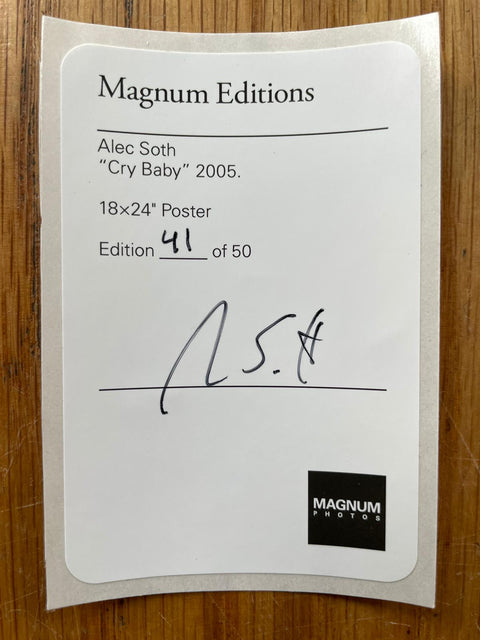 Magnum Editions
Alec Soth
“Cry Baby” 2005.
18×24" Poster
Edition 41 of 50
MAGNUM
PHOTOS